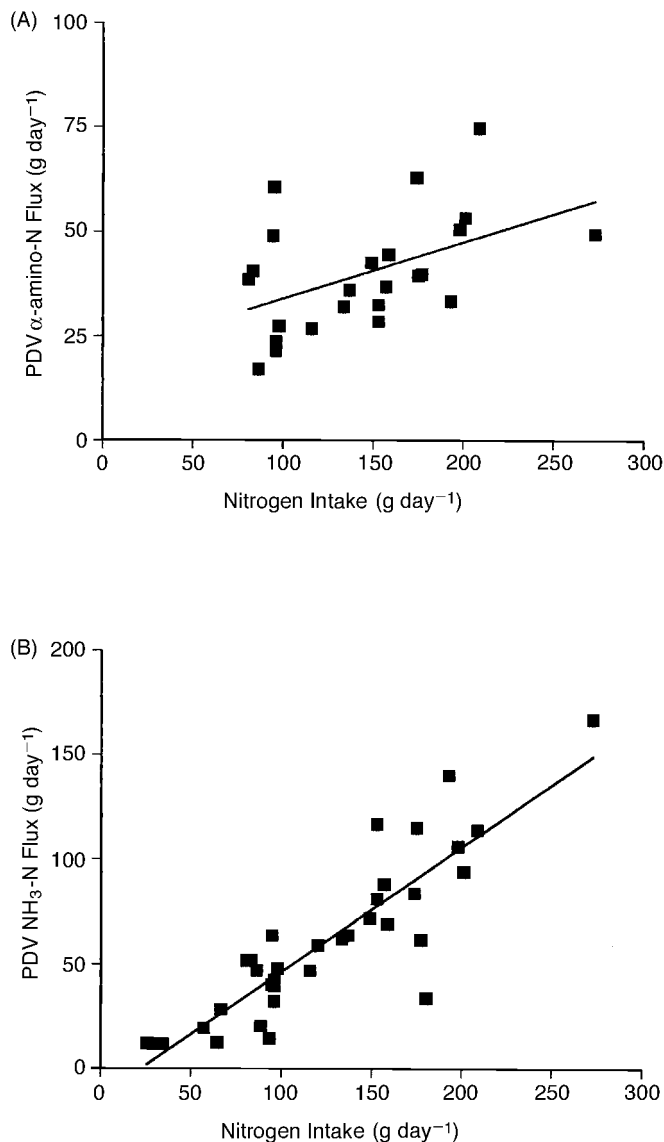 (A)
100
75
50
25
0
PDV α-amino-N Flux (g day⁻¹)
0 50 100 150 200 250 300
Nitrogen Intake (g day⁻¹)
(B)
200
150
100
50
0
PDV NH₃-N Flux (g day⁻¹)
0 50 100 150 200 250 300
Nitrogen Intake (g day⁻¹)